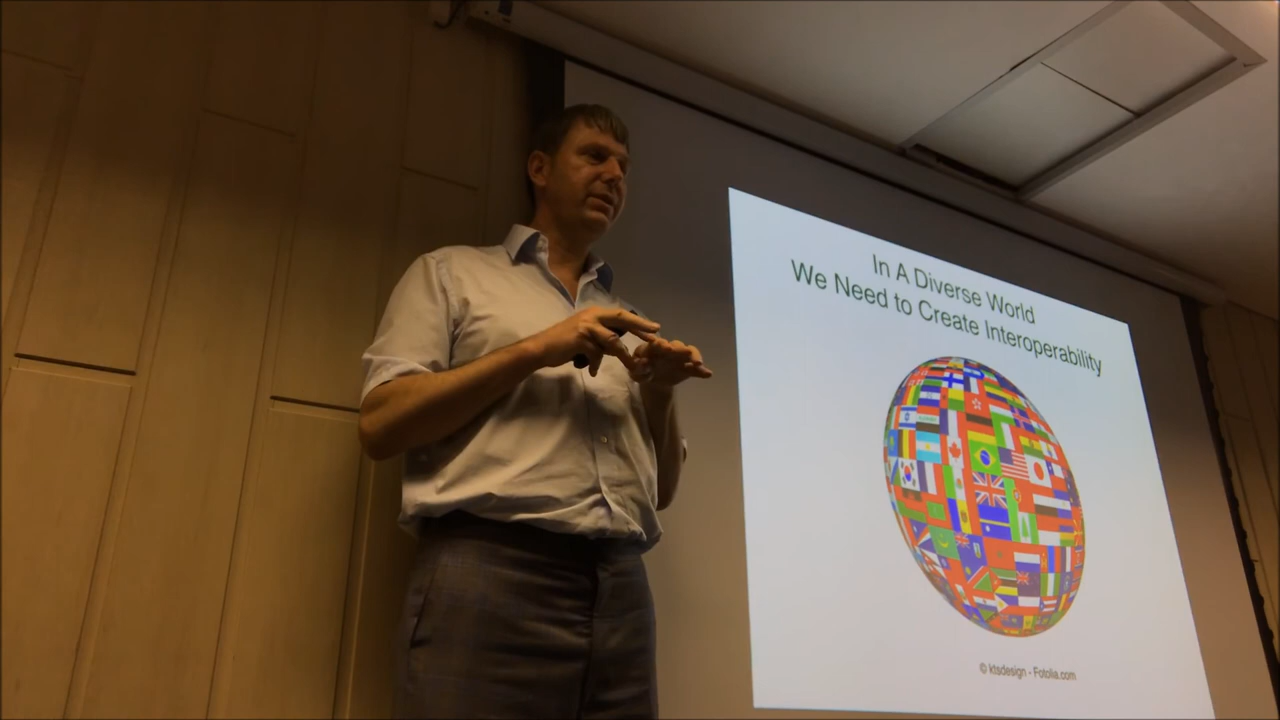 In A Diverse World
We Need to Create Interoperability
© ktsdesign - Fotolia.com